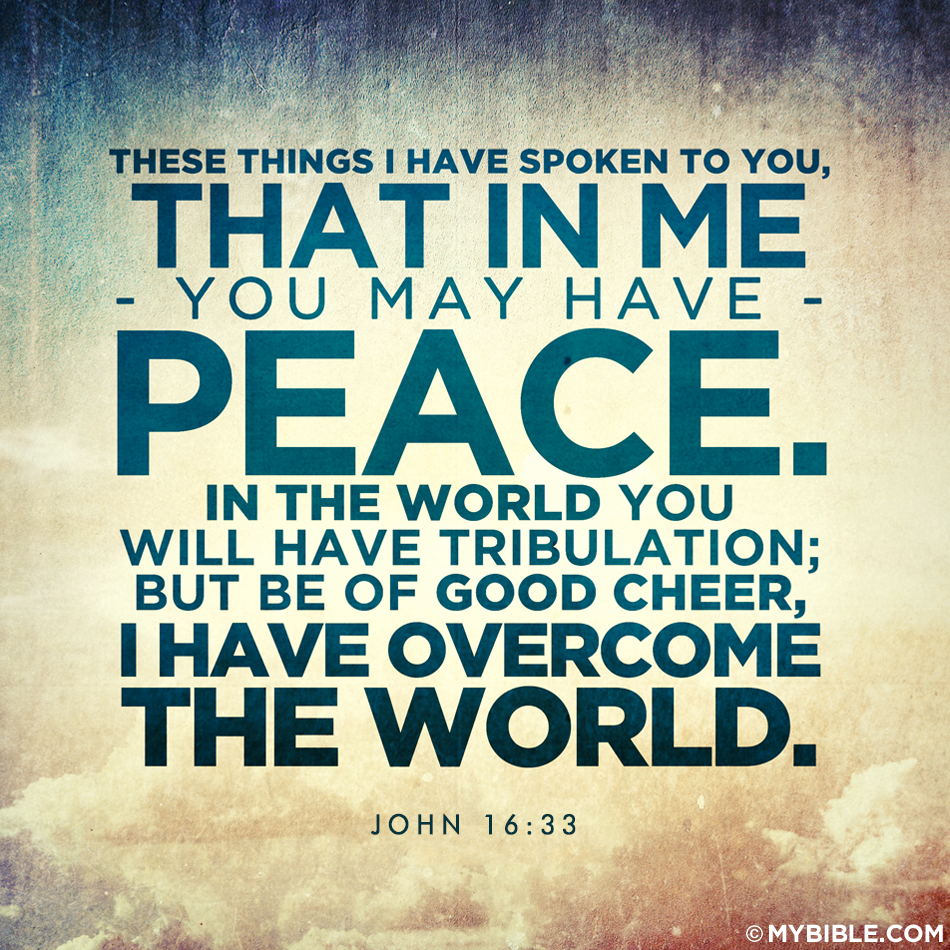 THESE THINGS I HAVE SPOKEN TO YOU,
THAT IN ME
- YOU MAY HAVE -
PEACE.
IN THE WORLD YOU
WILL HAVE TRIBULATION;
BUT BE OF GOOD CHEER,
I HAVE OVERCOME
THE WORLD.
JOHN 16:33
© MYBIBLE.COM